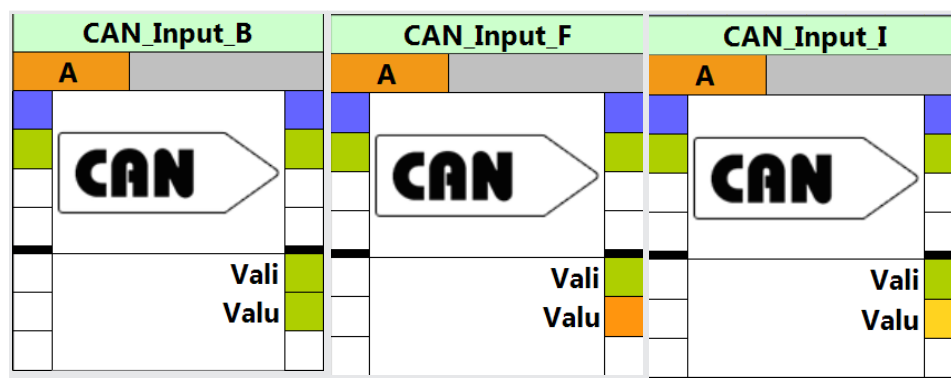 CAN_Input_B
A
CAN
Vali
Valu
CAN_Input_F
A
CAN
Vali
Valu
CAN_Input_I
A
CAN
Vali
Valu